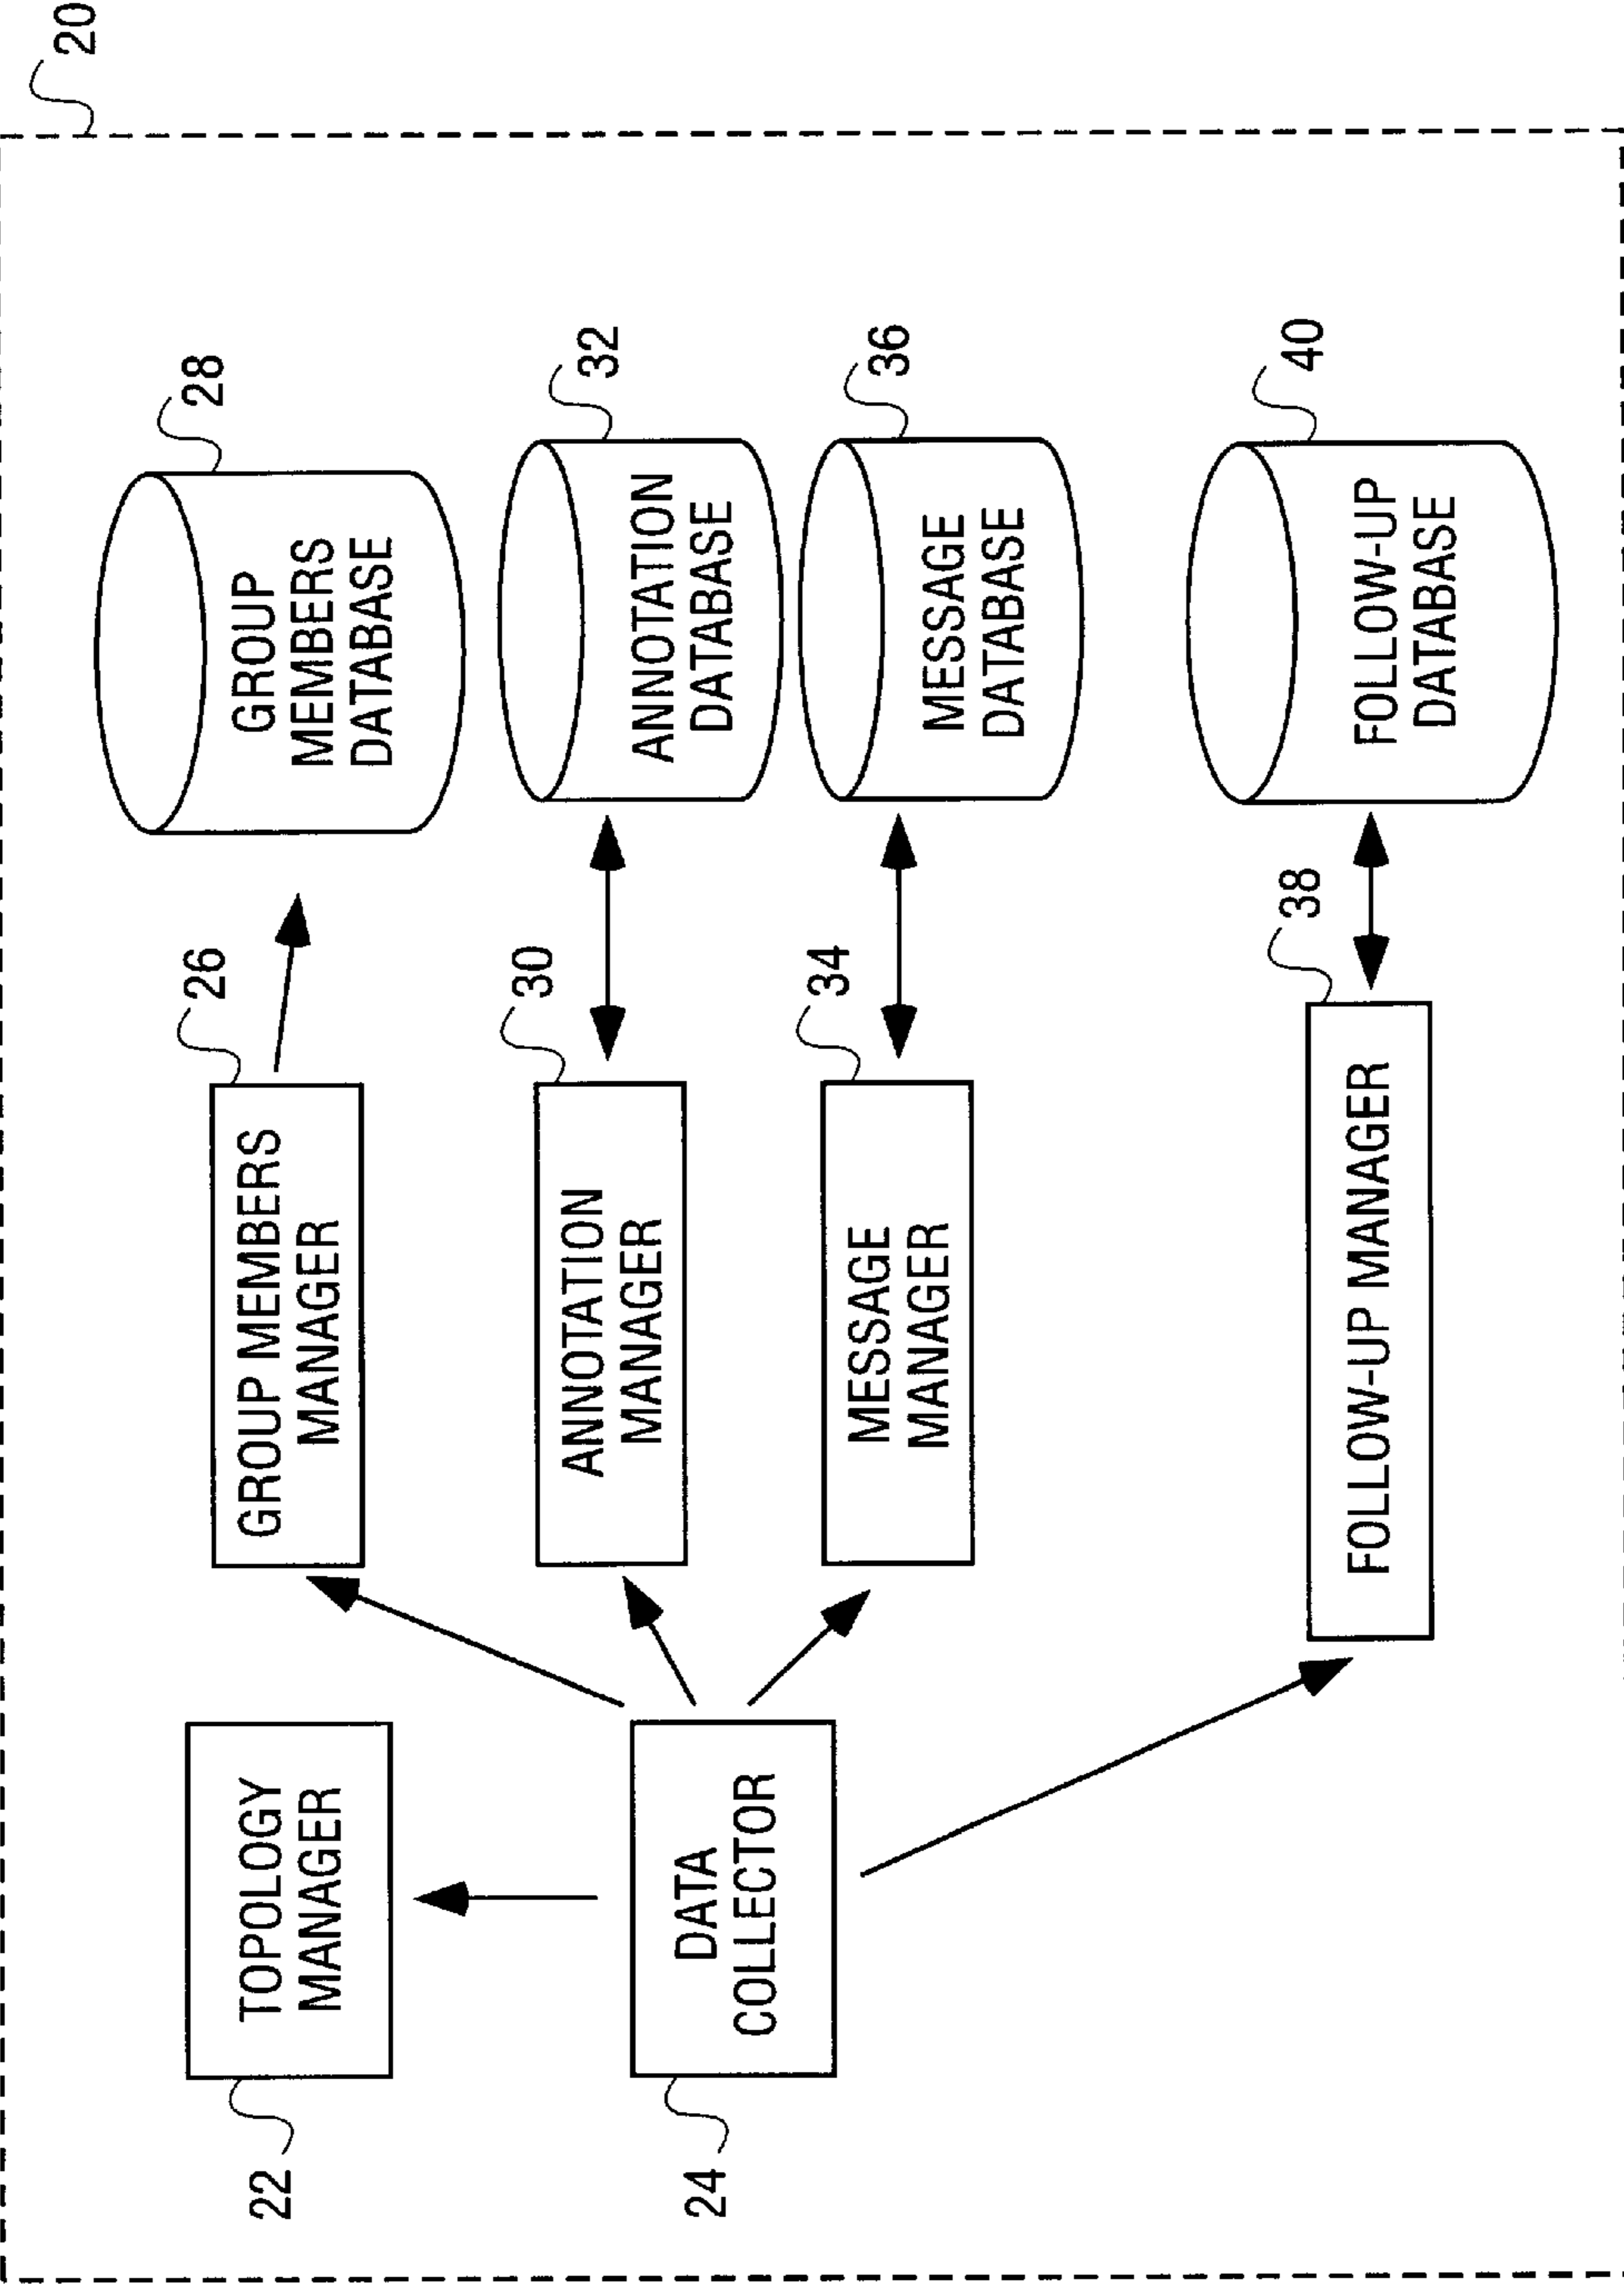 20
22
TOPOLOGY
MANAGER
24
DATA
COLLECTOR
26
GROUP MEMBERS
MANAGER
28
GROUP
MEMBERS
DATABASE
30
ANNOTATION
MANAGER
32
ANNOTATION
DATABASE
34
MESSAGE
MANAGER
36
MESSAGE
DATABASE
38
FOLLOW-UP MANAGER
40
FOLLOW-UP
DATABASE